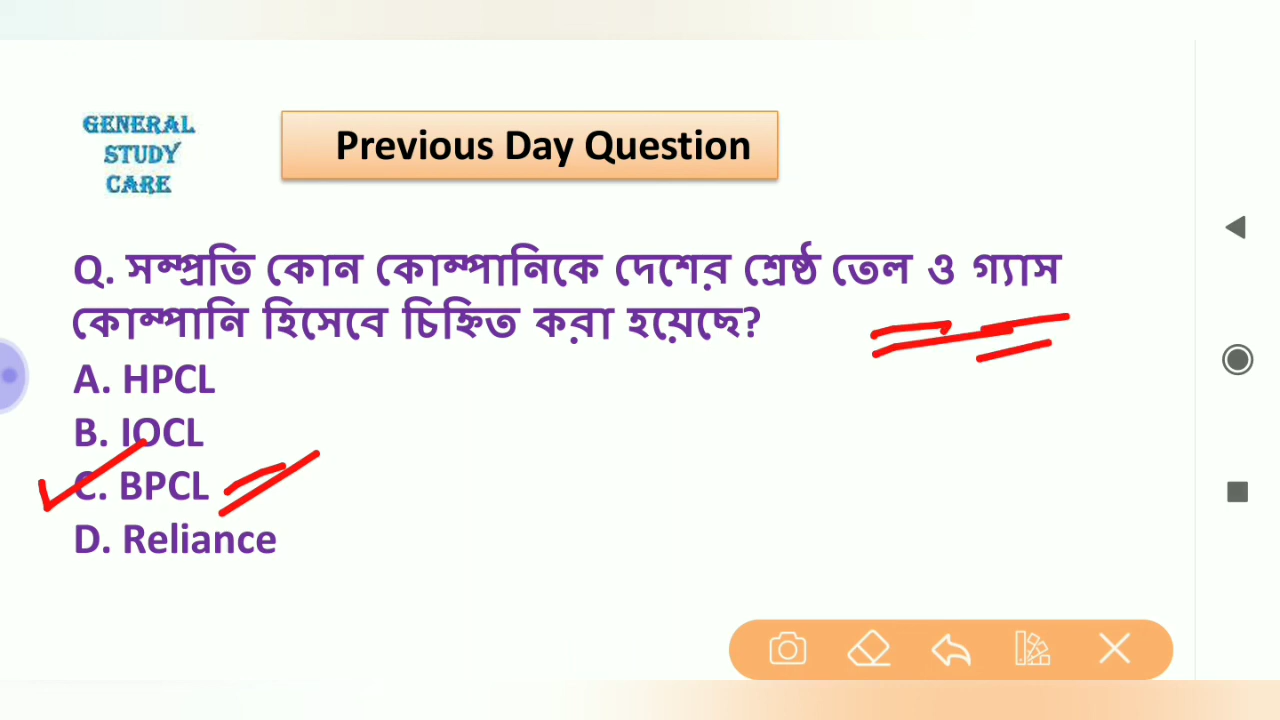 GENERAL
STUDY
CARE
Previous Day Question
Q. সম্প্রতি কোন কোম্পানিকে দেশের শ্রেষ্ঠ তেল ও গ্যাস
কোম্পানি হিসেবে চিহ্নিত করা হয়েছে?
A. HPCL
B. IOCL
C. BPCL
D. Reliance